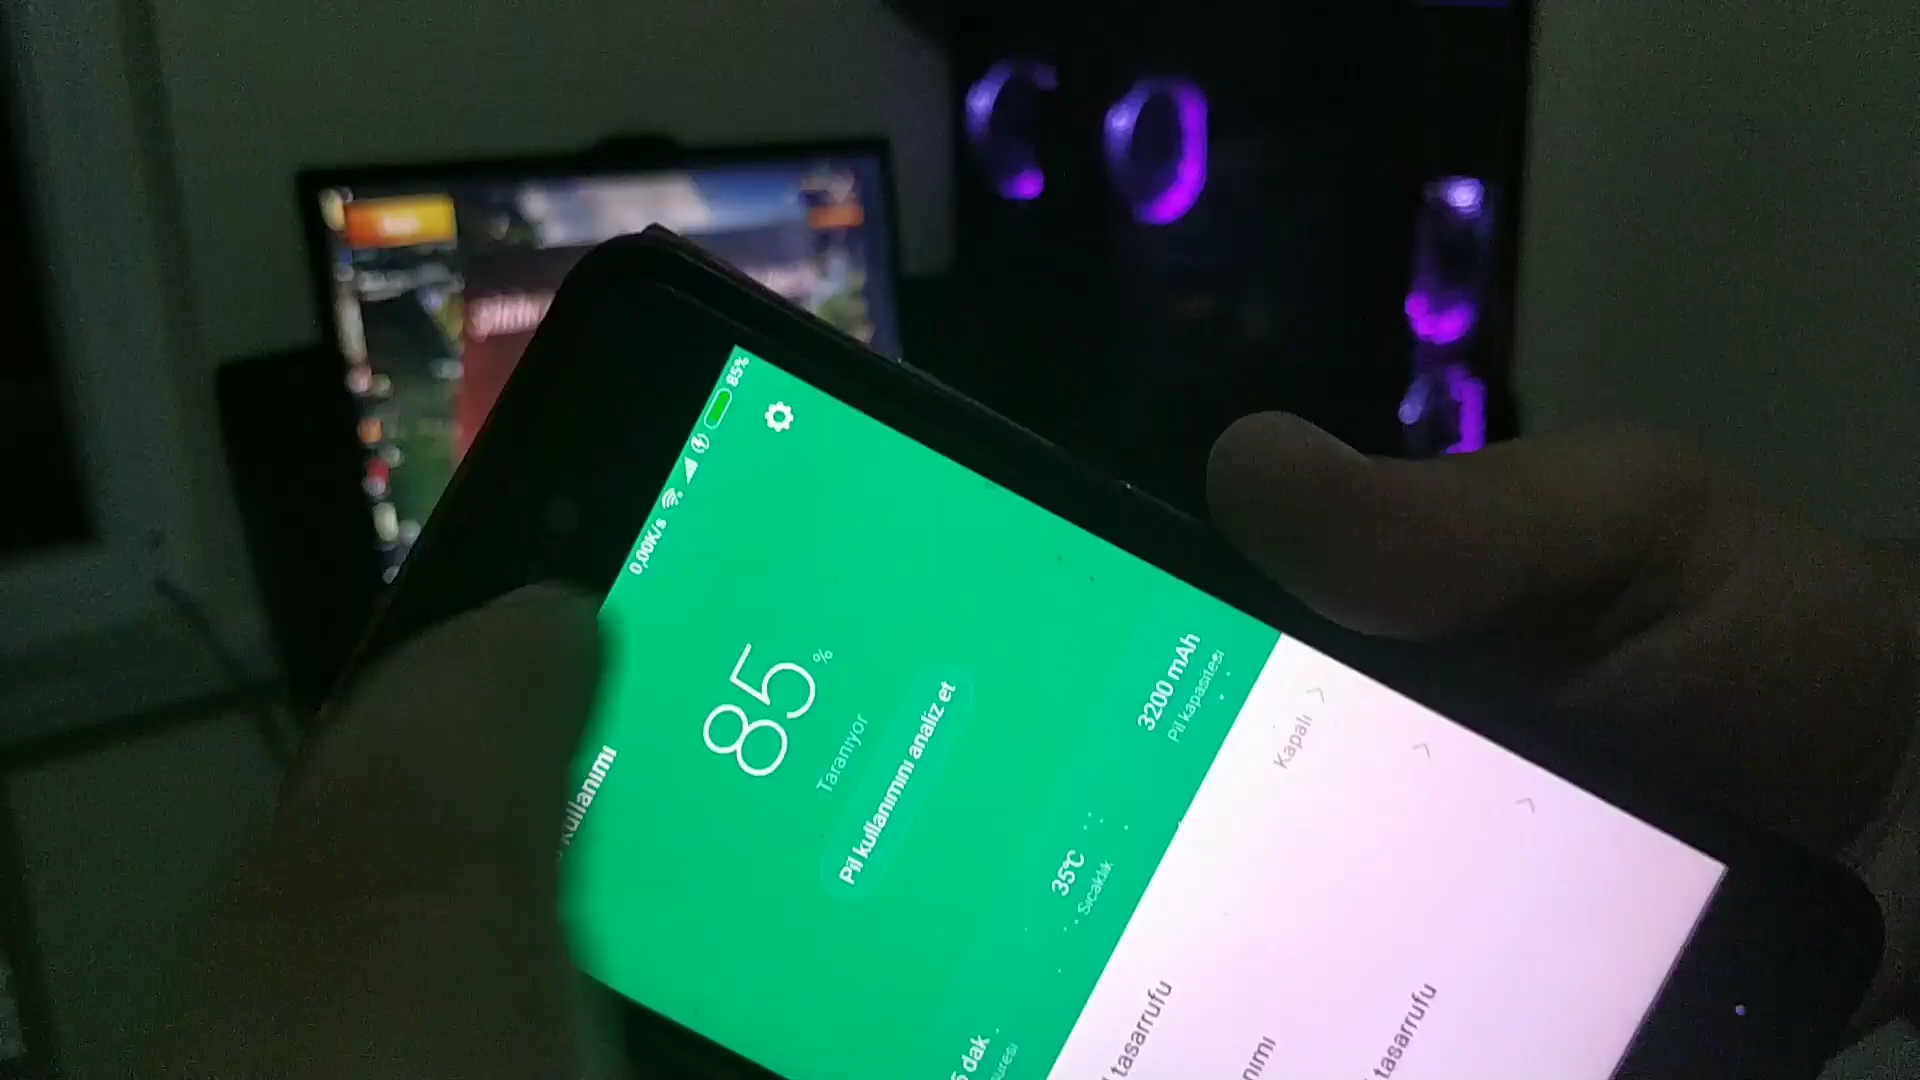 0,00K/s 85%
kullanımı
85 %
Taranıyor
Pil kullanımını analiz et
dak
35°C
Sıcaklık
3200 mAh
Pil kapasitesi
tasarrufu
Kapalı
tasarrufu